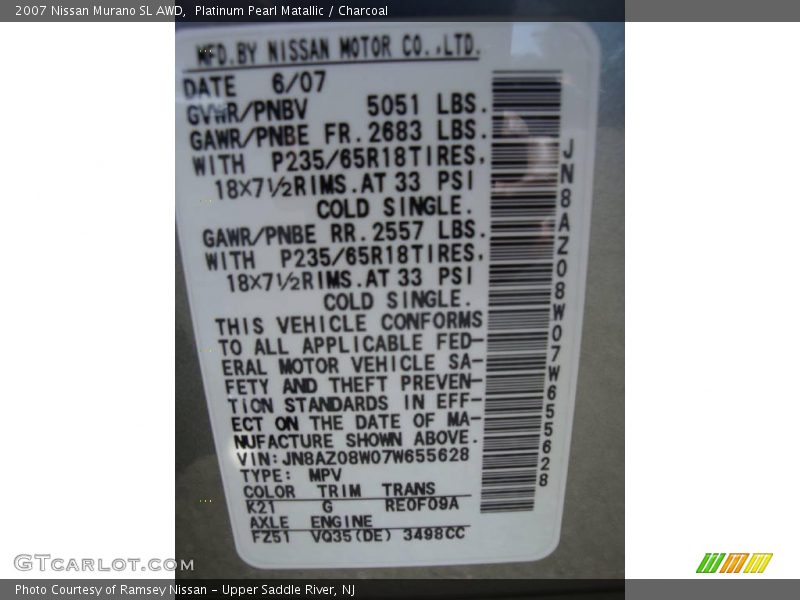 2007 Nissan Murano SL AWD,  Platinum Pearl Matallic / Charcoal
MFD.BY NISSAN MOTOR CO.,LTD.
DATE 6/07
GVWR/PNBV 5051 LBS.
GAWR/PNBE FR.2683 LBS.
WITH P235/65R18TIRES,
18X7½RIMS.AT 33 PSI
COLD SINGLE.
GAWR/PNBE RR.2557 LBS.
WITH P235/65R18TIRES,
18X7½RIMS.AT 33 PSI
COLD SINGLE.
THIS VEHICLE CONFORMS
TO ALL APPLICABLE FED-
ERAL MOTOR VEHICLE SA-
FETY AND THEFT PREVEN-
TION STANDARDS IN EFF-
ECT ON THE DATE OF MA-
NUFACTURE SHOWN ABOVE.
VIN:JN8AZ08W07W655628
TYPE: MPV
COLOR TRIM TRANS
K21 G RE0F09A
AXLE ENGINE
FZ51 VQ35(DE) 3498CC
JN8AZ08W07W655628
GTCarLot.com
Photo Courtesy of Ramsey Nissan - Upper Saddle River, NJ